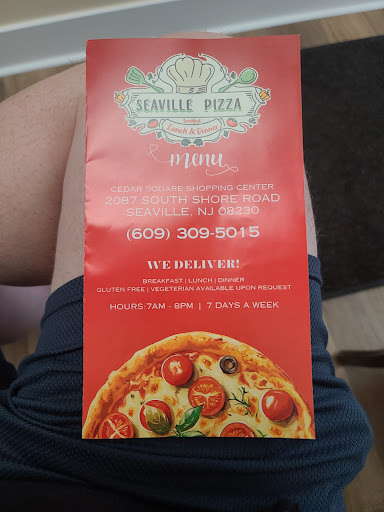 SEAVILLE PIZZA
Breakfast
Lunch & Dinner
menu
CEDAR SQUARE SHOPPING CENTER
2087 SOUTH SHORE ROAD
SEAVILLE, NJ 08230
(609) 309-5015
WE DELIVER!
BREAKFAST | LUNCH | DINNER
GLUTEN FREE | VEGETERIAN AVAILABLE UPON REQUEST
HOURS:7AM - 8PM | 7 DAYS A WEEK